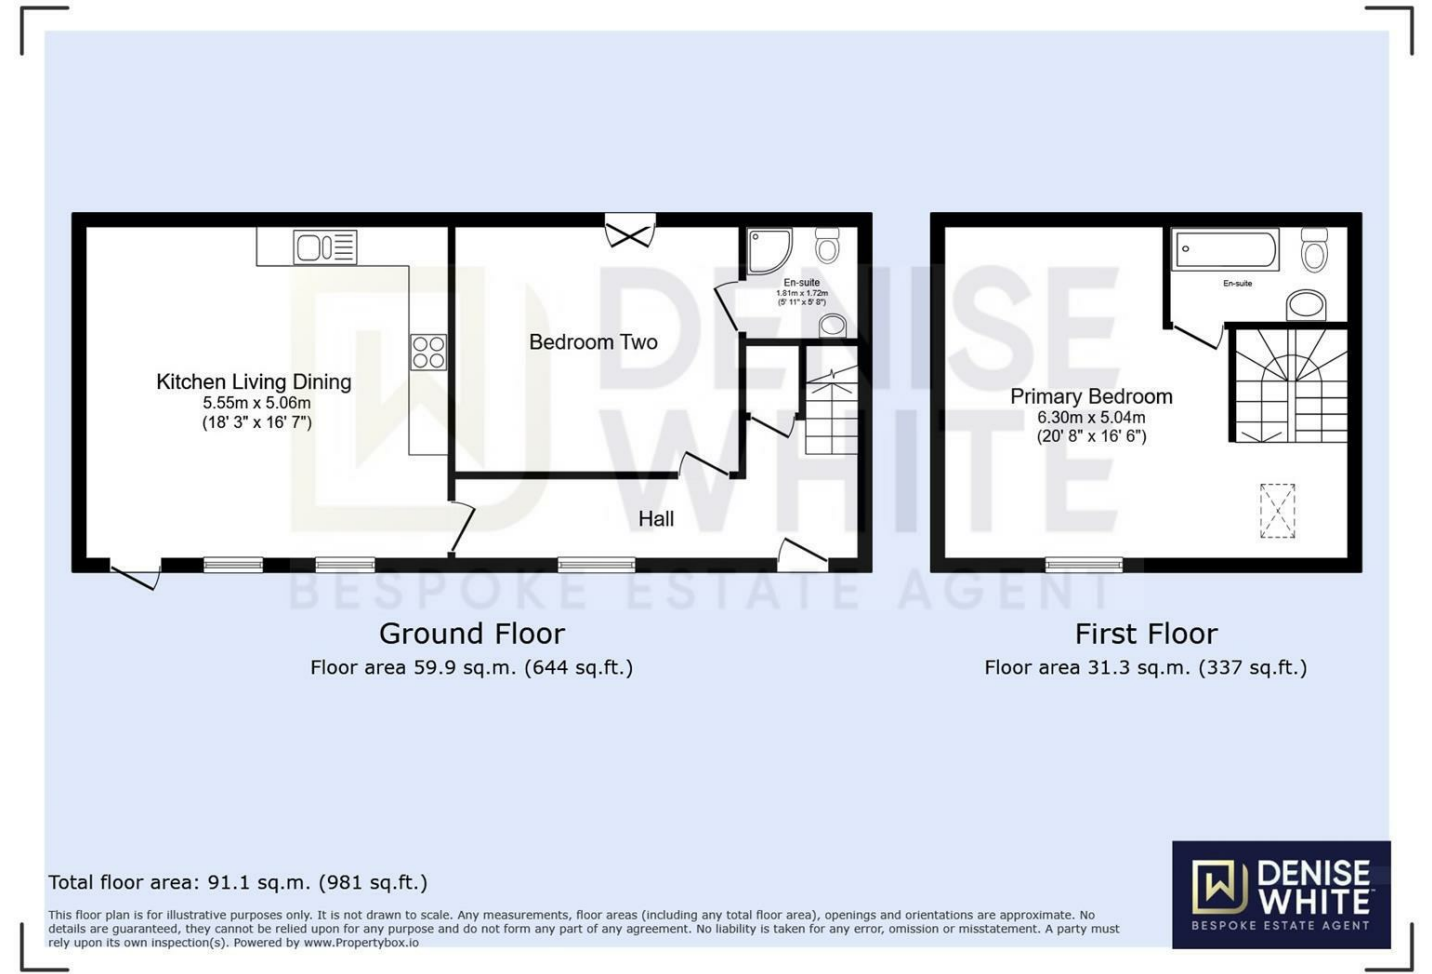 Kitchen Living Dining
5.55m x 5.06m
(18' 3" x 16' 7")
Bedroom Two
En-suite
1.81m x 1.72m
(5' 11" x 5' 8")
Hall
En-suite
Primary Bedroom
6.30m x 5.04m
(20' 8" x 16' 6")
DENISE
WHITE
BESPOKE ESTATE AGENT
Ground Floor
Floor area 59.9 sq.m. (644 sq.ft.)
First Floor
Floor area 31.3 sq.m. (337 sq.ft.)
Total floor area: 91.1 sq.m. (981 sq.ft.)
This floor plan is for illustrative purposes only. It is not drawn to scale. Any measurements, floor areas (including any total floor area), openings and orientations are approximate. No
details are guaranteed, they cannot be relied upon for any purpose and do not form any part of any agreement. No liability is taken for any error, omission or misstatement. A party must
rely upon its own inspection(s). Powered by www.Propertybox.io
DENISE
WHITE™
BESPOKE ESTATE AGENT